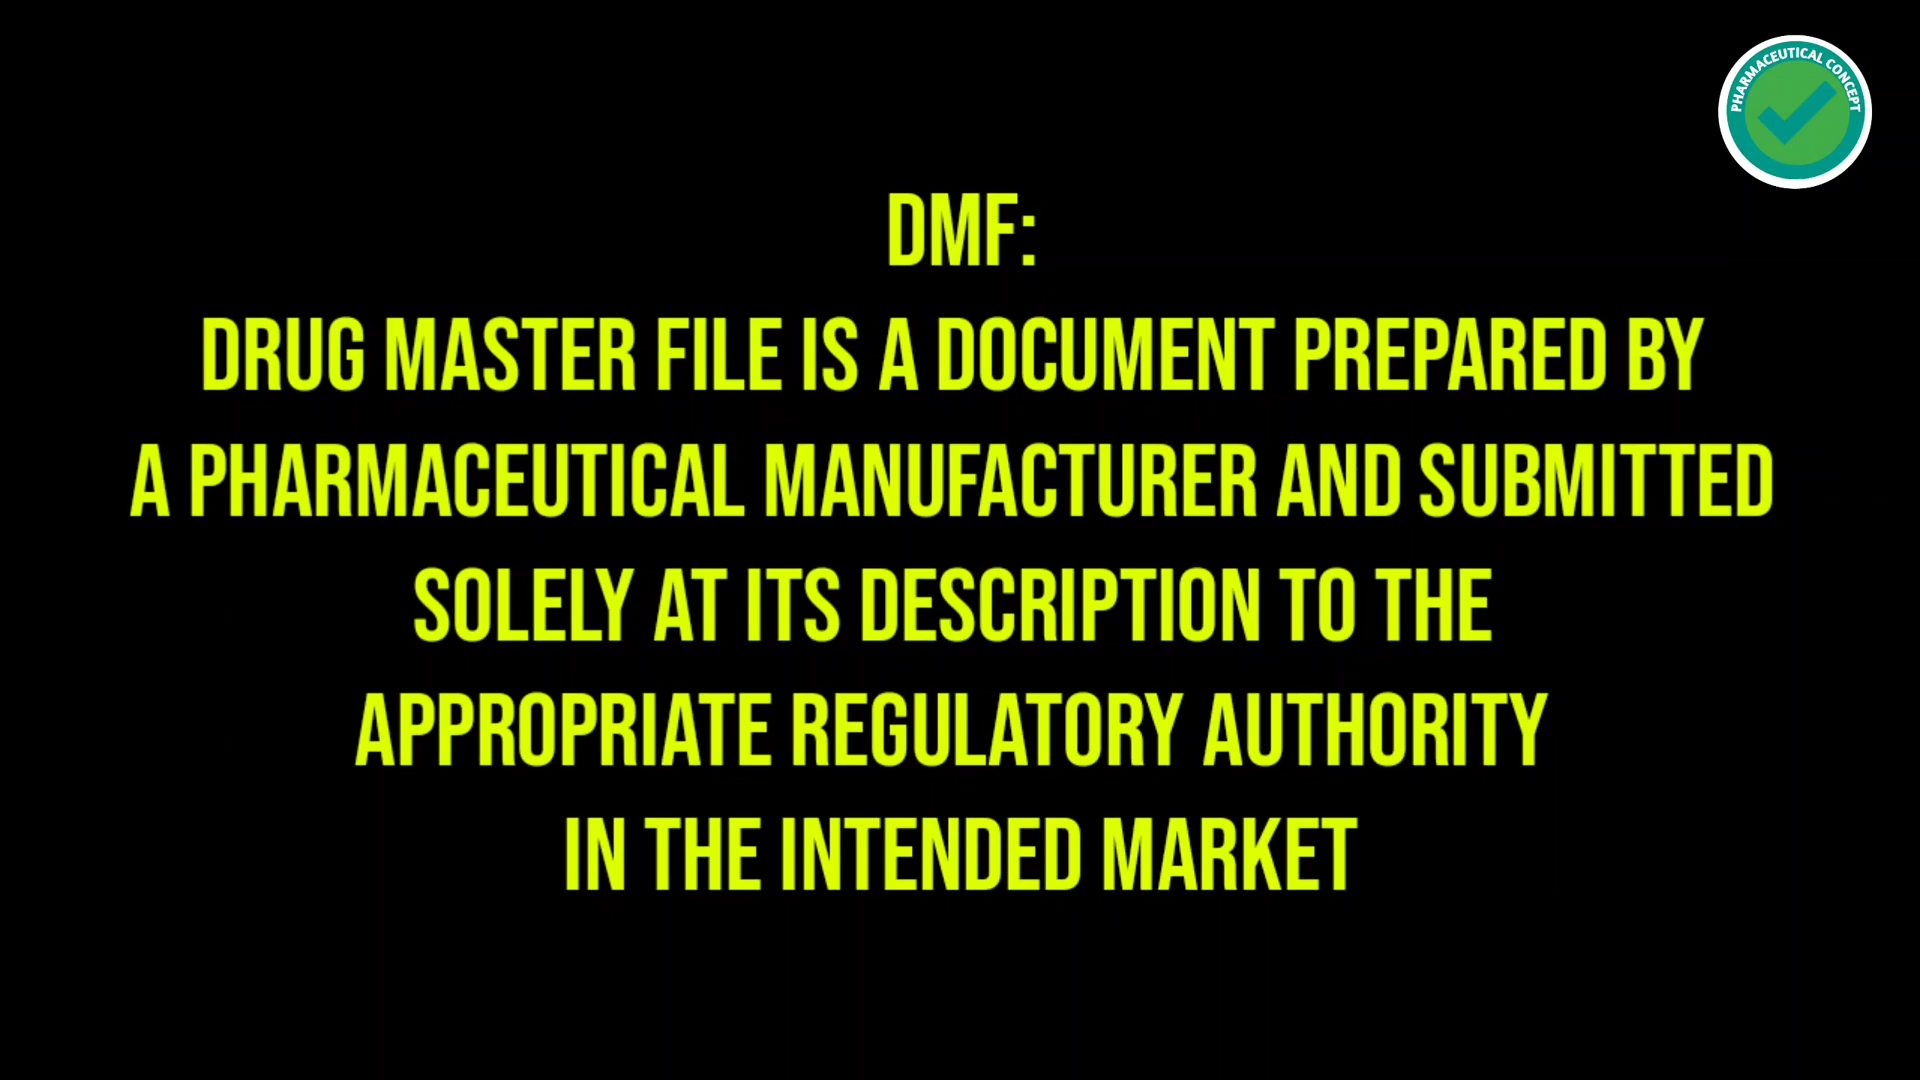 PHARMACEUTICAL CONCEPT
DMF:
DRUG MASTER FILE IS A DOCUMENT PREPARED BY
A PHARMACEUTICAL MANUFACTURER AND SUBMITTED
SOLELY AT ITS DESCRIPTION TO THE
APPROPRIATE REGULATORY AUTHORITY
IN THE INTENDED MARKET